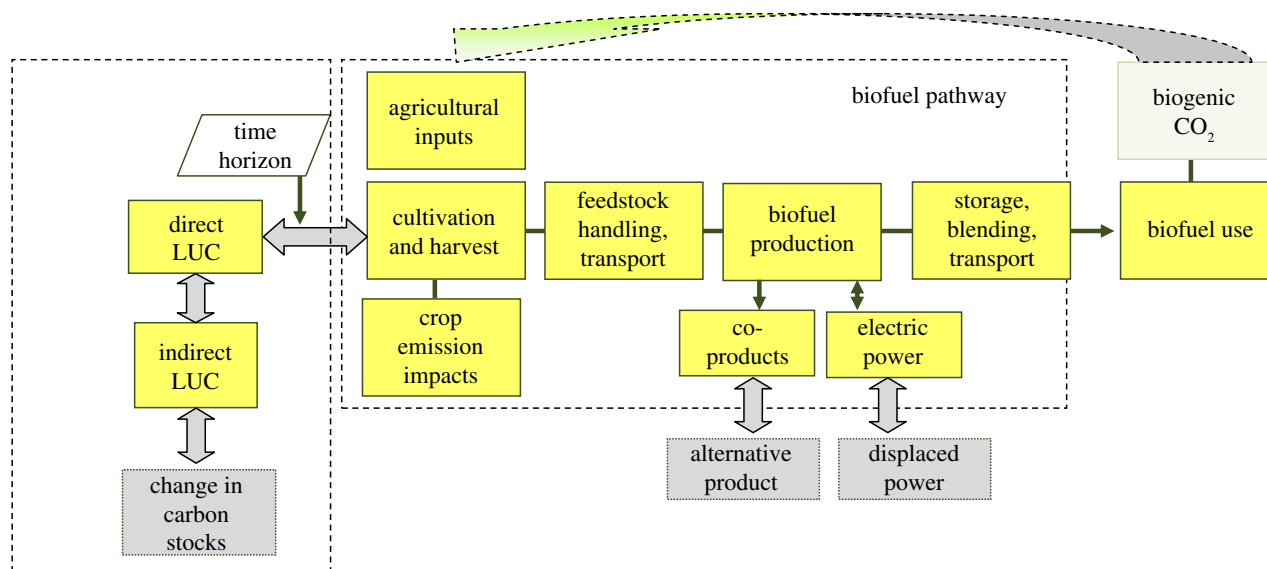 agricultural
inputs
biofuel pathway
biogenic
CO₂
time
horizon
direct
LUC
cultivation
and harvest
feedstock
handling,
transport
biofuel
production
storage,
blending,
transport
biofuel use
indirect
LUC
crop
emission
impacts
co-
products
electric
power
change in
carbon
stocks
alternative
product
displaced
power